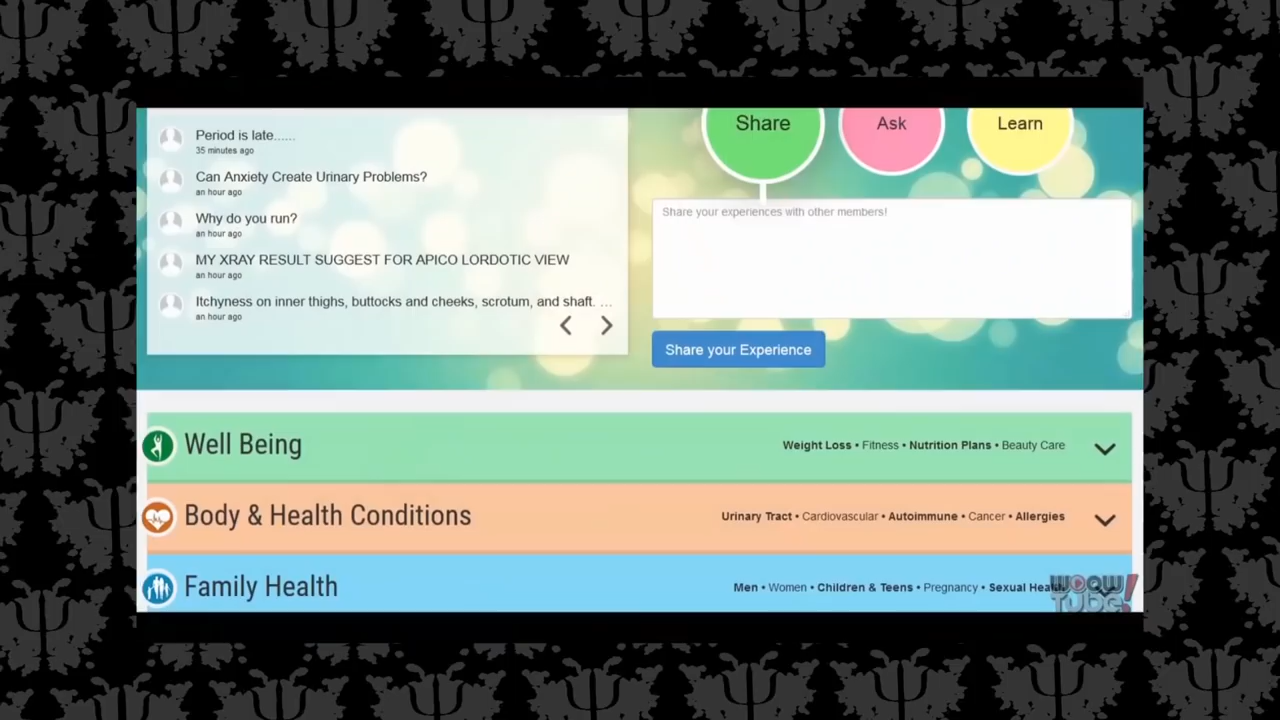 Period is late......
35 minutes ago
Can Anxiety Create Urinary Problems?
an hour ago
Why do you run?
an hour ago
MY XRAY RESULT SUGGEST FOR APICO LORDOTIC VIEW
an hour ago
Itchyness on inner thighs, buttocks and cheeks, scrotum, and shaft. ...
an hour ago
Share Ask Learn
Share your experiences with other members!
Share your Experience
Well Being
Weight Loss • Fitness • Nutrition Plans • Beauty Care
Body & Health Conditions
Urinary Tract • Cardiovascular • Autoimmune • Cancer • Allergies
Family Health
Men • Women • Children & Teens • Pregnancy • Sexual Health
WOOW
TUBE!